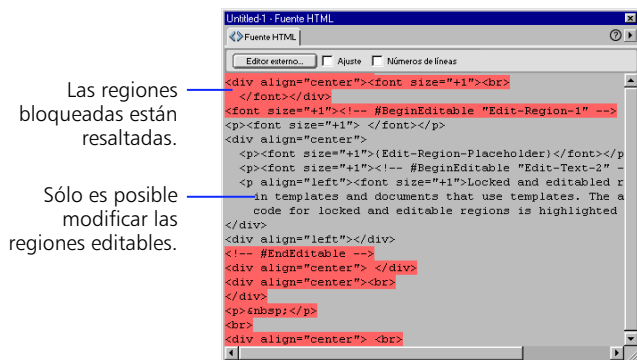 Untitled-1 - Fuente HTML
Fuente HTML
Editor externo...
Ajuste
Números de líneas
Las regiones
bloqueadas están
resaltadas.
Sólo es posible
modificar las
regiones editables.
<div align="center"><font size="+1"><br>
</font></div>
<font size="+1"><!-- #BeginEditable "Edit-Region-1" -->
<p><font size="+1"> </font></p>
<div align="center">
<p><font size="+1">(Edit-Region-Placeholder)</font></p
<p><font size="+1"><!-- #BeginEditable "Edit-Text-2" -
<p align="left"><font size="+1">Locked and editabled r
in templates and documents that use templates. The a
code for locked and editable regions is highlighted
</div>
<div align="left"></div>
<!-- #EndEditable -->
<div align="center"> </div>
<div align="center"><br>
</div>
<p>&nbsp;</p>
<br>
<div align="center"> <br>